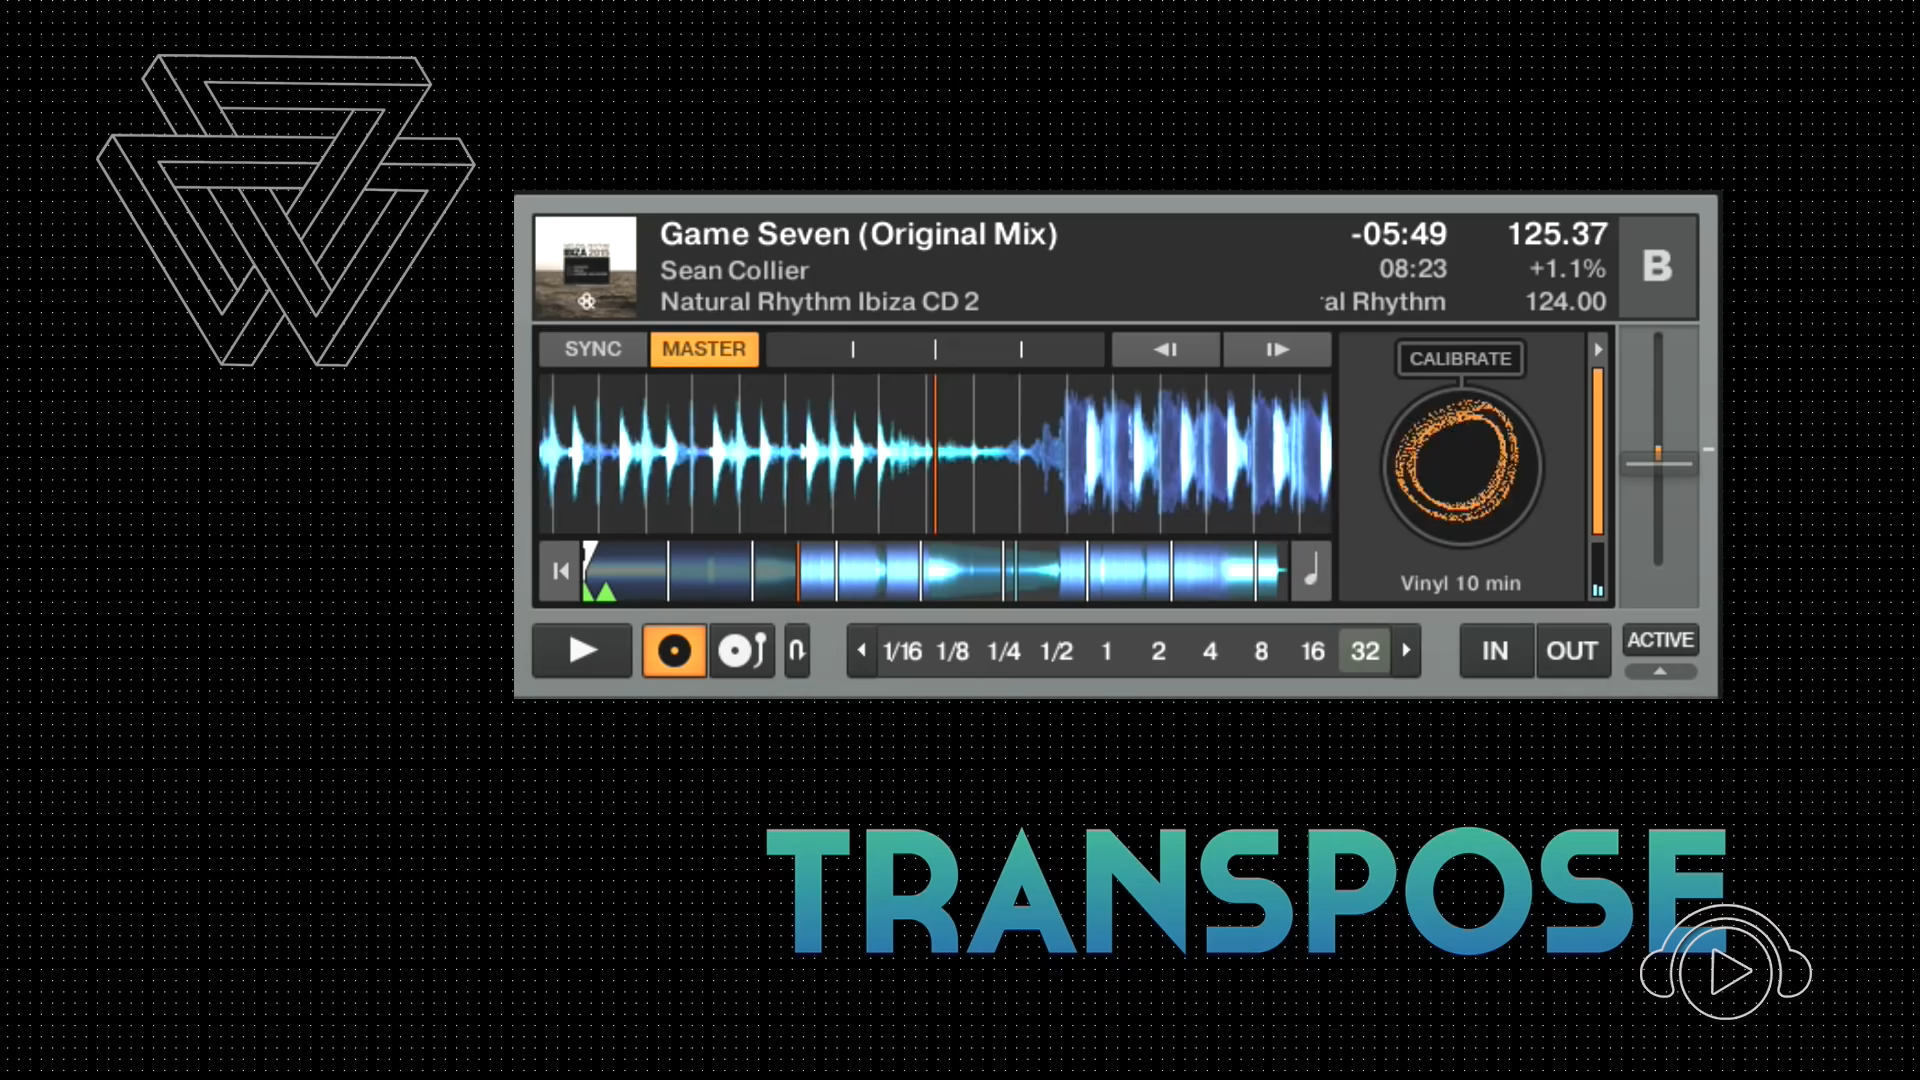 Game Seven (Original Mix) -05:49 125.37
Sean Collier 08:23 +1.1%
Natural Rhythm Ibiza CD 2 al Rhythm 124.00
B
SYNC MASTER
CALIBRATE
IBIZA 2015
Vinyl 10 min
1/16 1/8 1/4 1/2 1 2 4 8 16 32 IN OUT ACTIVE
TRANSPOSE